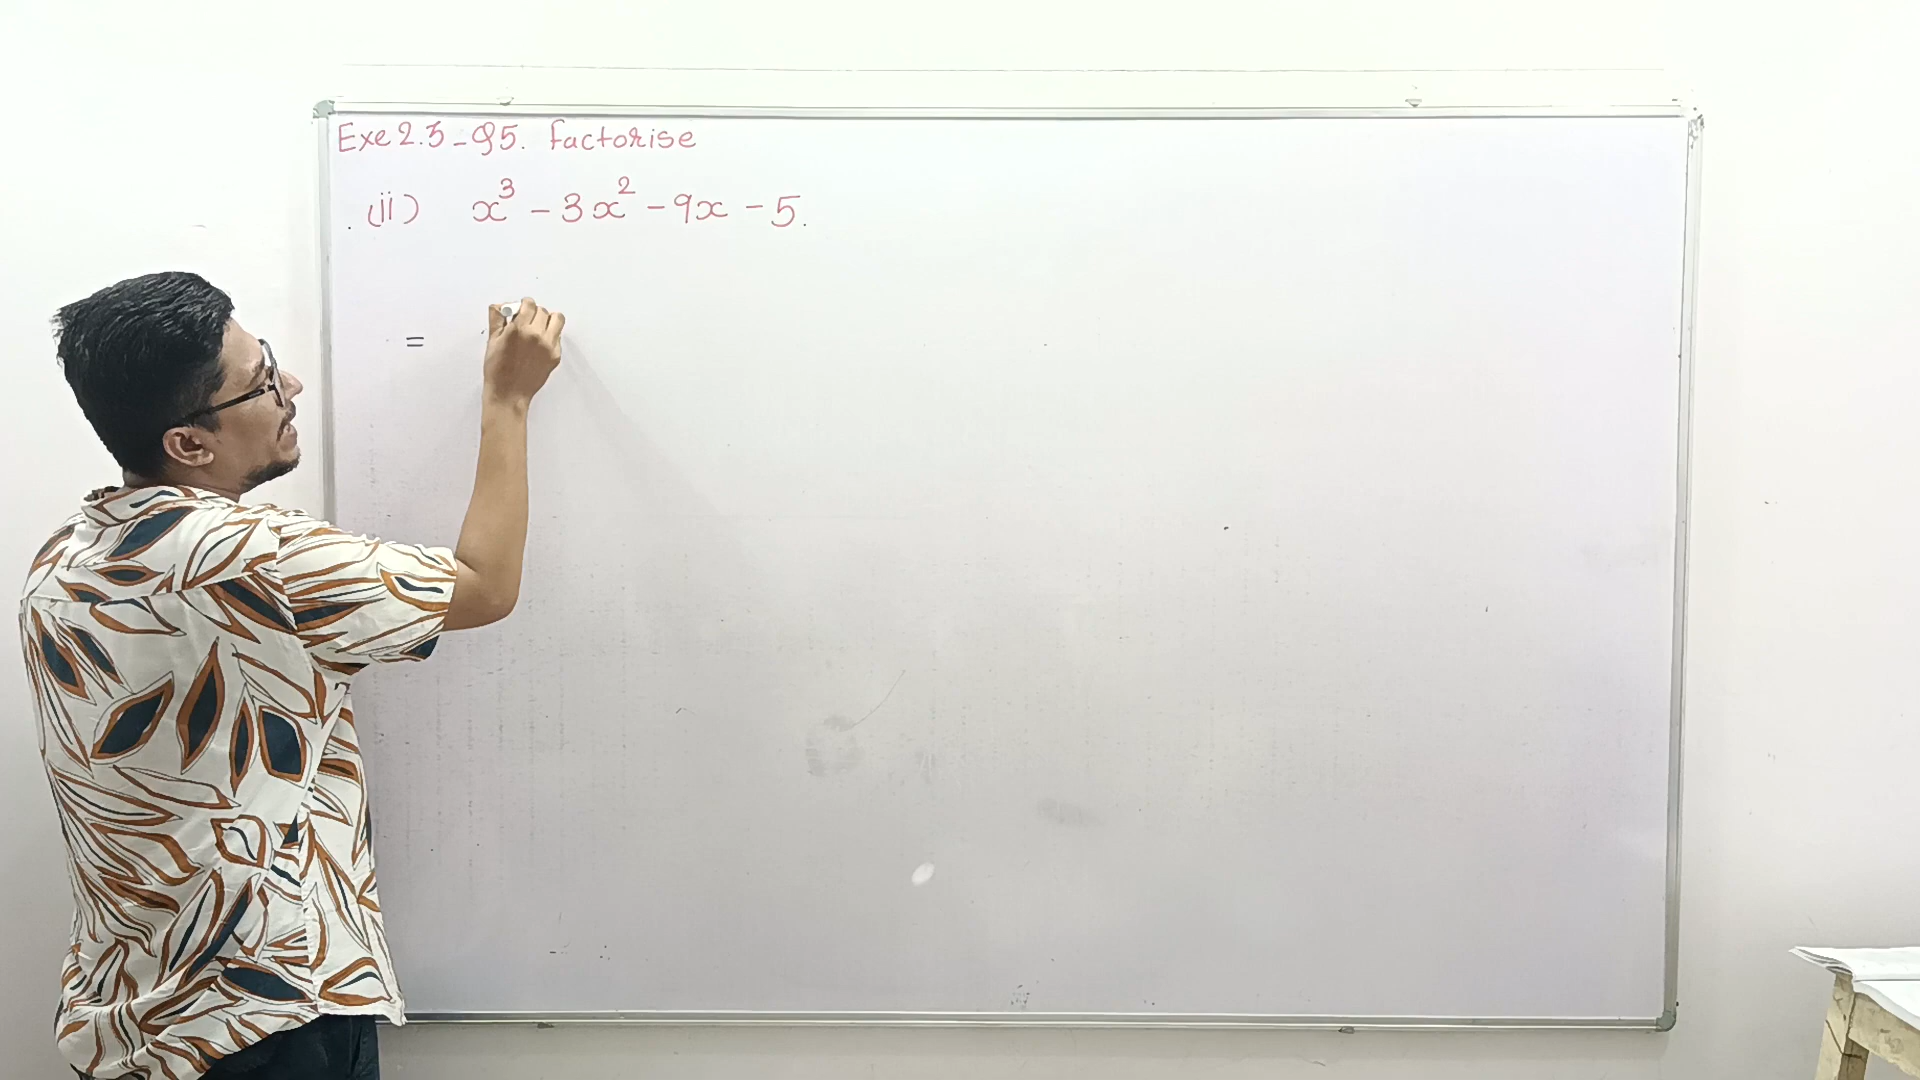 Exe 2.3 - Q5. Factorise
(ii) x³ - 3x² - 9x - 5.
=